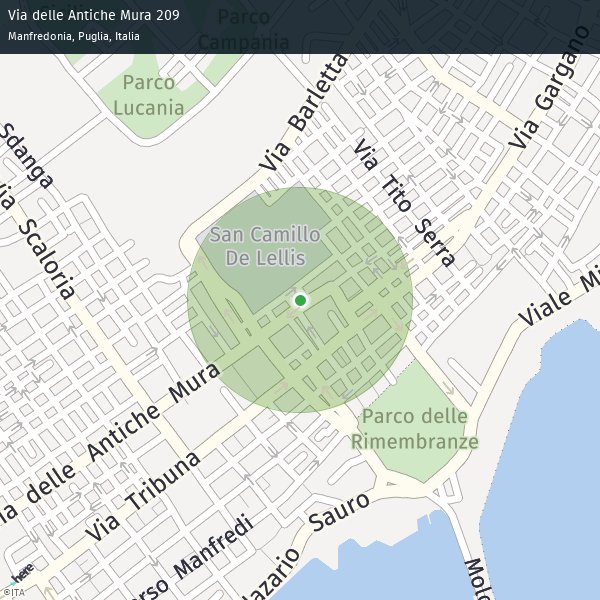 Via delle Antiche Mura 209
Manfredonia, Puglia, Italia
Parco
Campania
Parco
Lucania
Via Barletta
Via Gargano
Sdanga
Via Tito Serra
Via Scaloria
San Camillo
De Lellis
Viale Mi
Via delle Antiche Mura
Parco delle
Rimembranze
Via Tribuna
Nazario Sauro
Corso Manfredi
Molo
here
©ITA